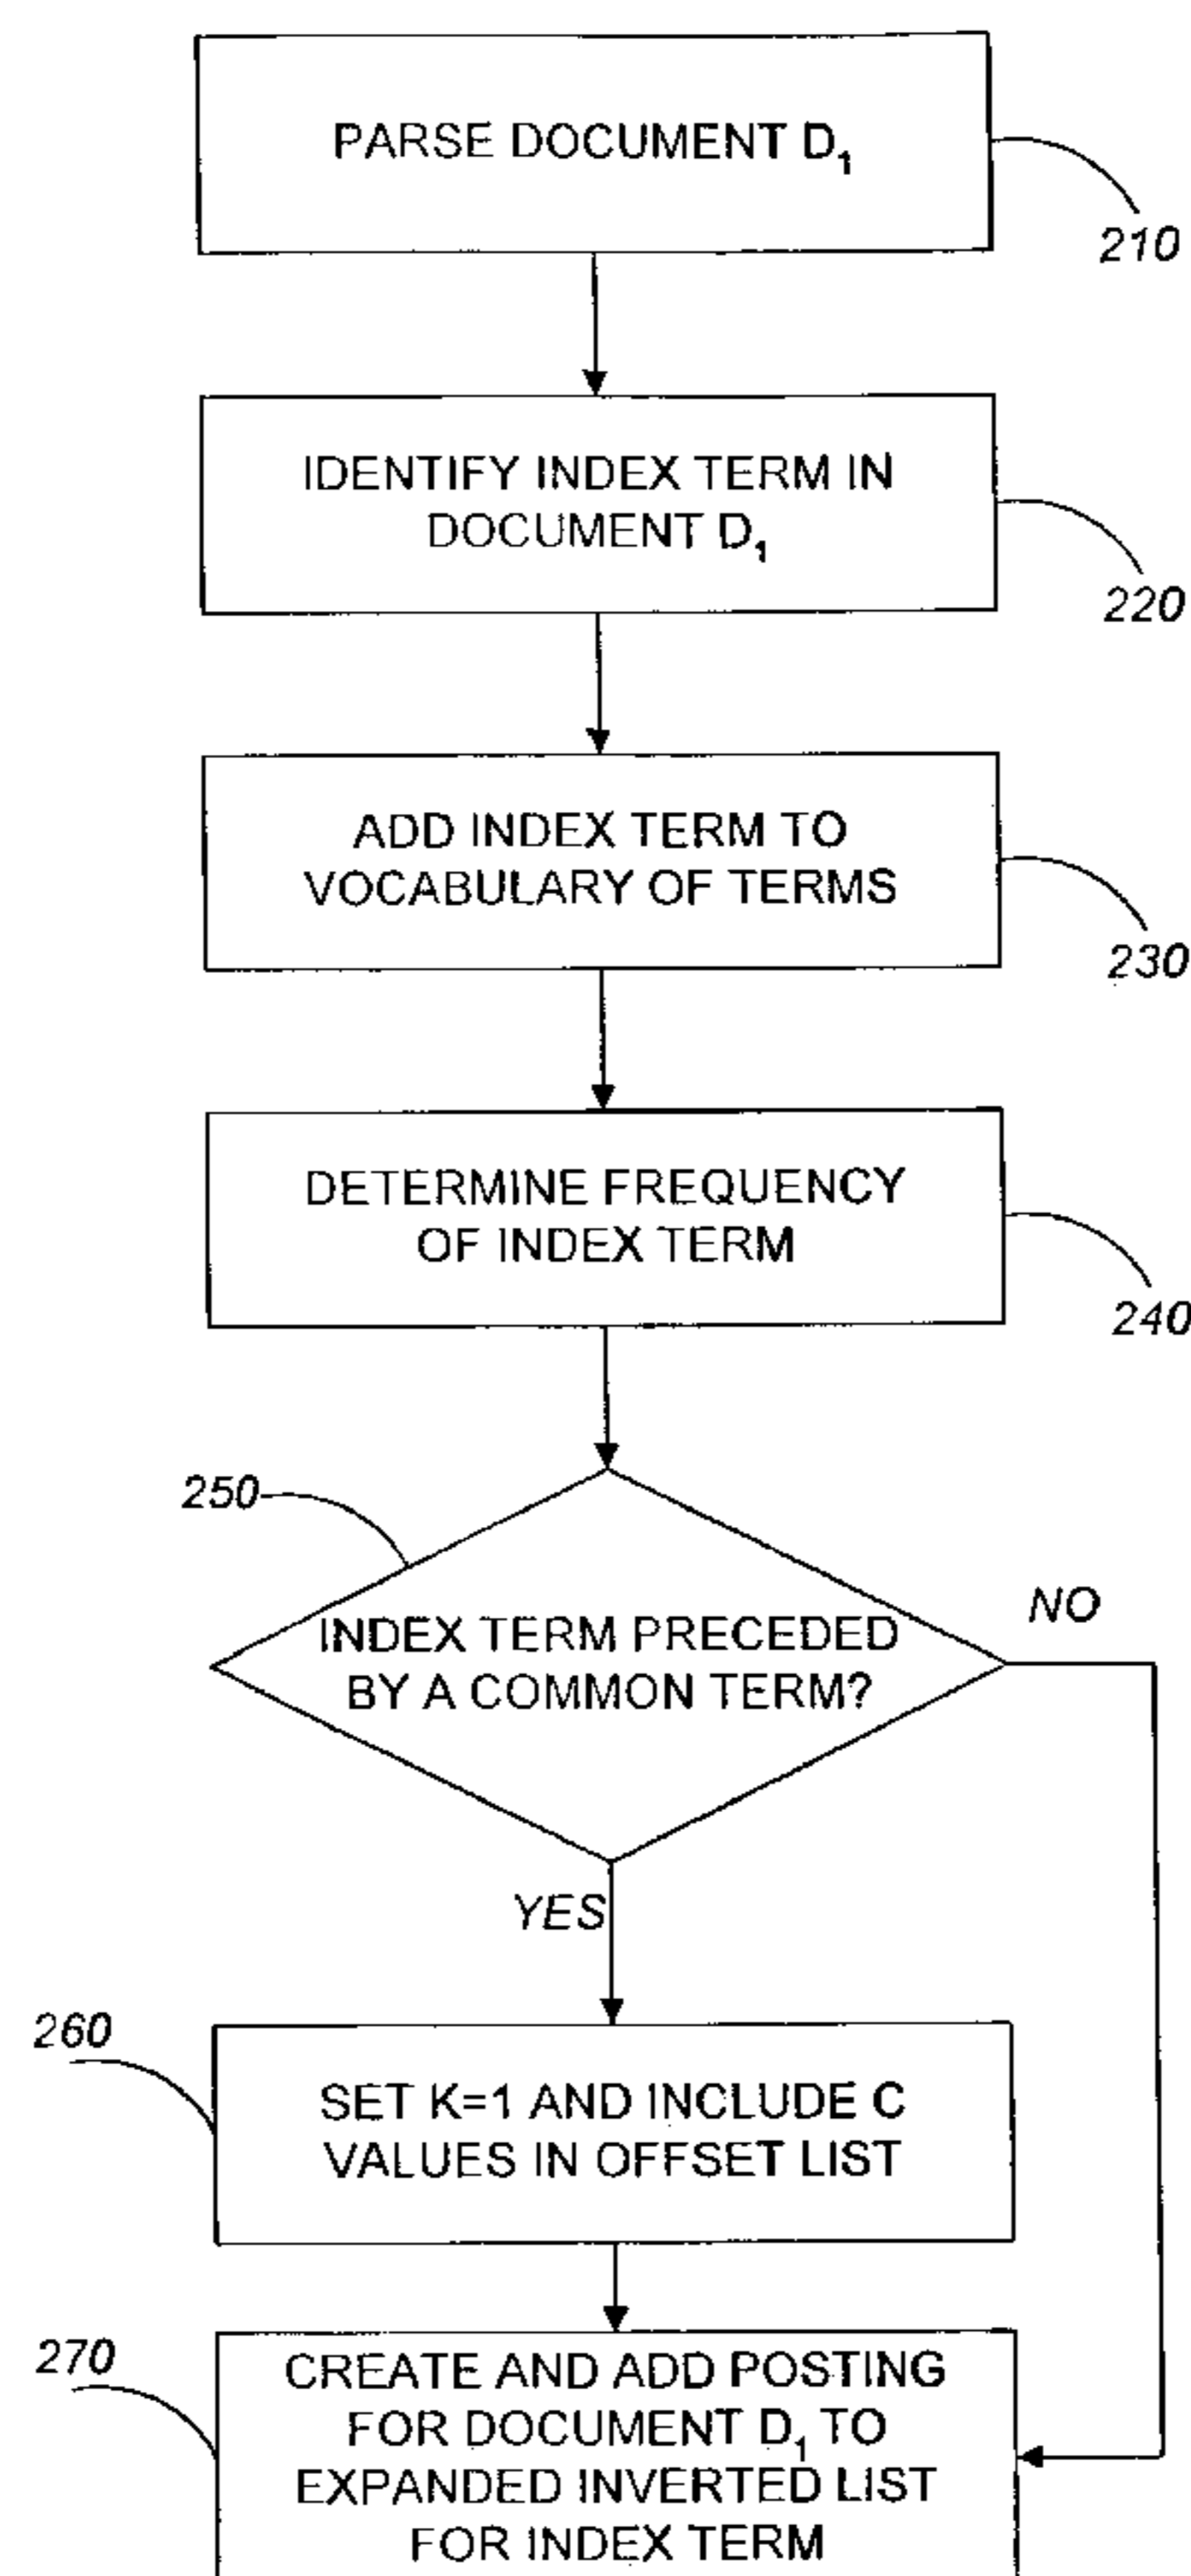 PARSE DOCUMENT D₁
210
IDENTIFY INDEX TERM IN
DOCUMENT D₁
220
ADD INDEX TERM TO
VOCABULARY OF TERMS
230
DETERMINE FREQUENCY
OF INDEX TERM
240
250
INDEX TERM PRECEDED
BY A COMMON TERM?
NO
YES
260
SET K=1 AND INCLUDE C
VALUES IN OFFSET LIST
270
CREATE AND ADD POSTING
FOR DOCUMENT D₁ TO
EXPANDED INVERTED LIST
FOR INDEX TERM